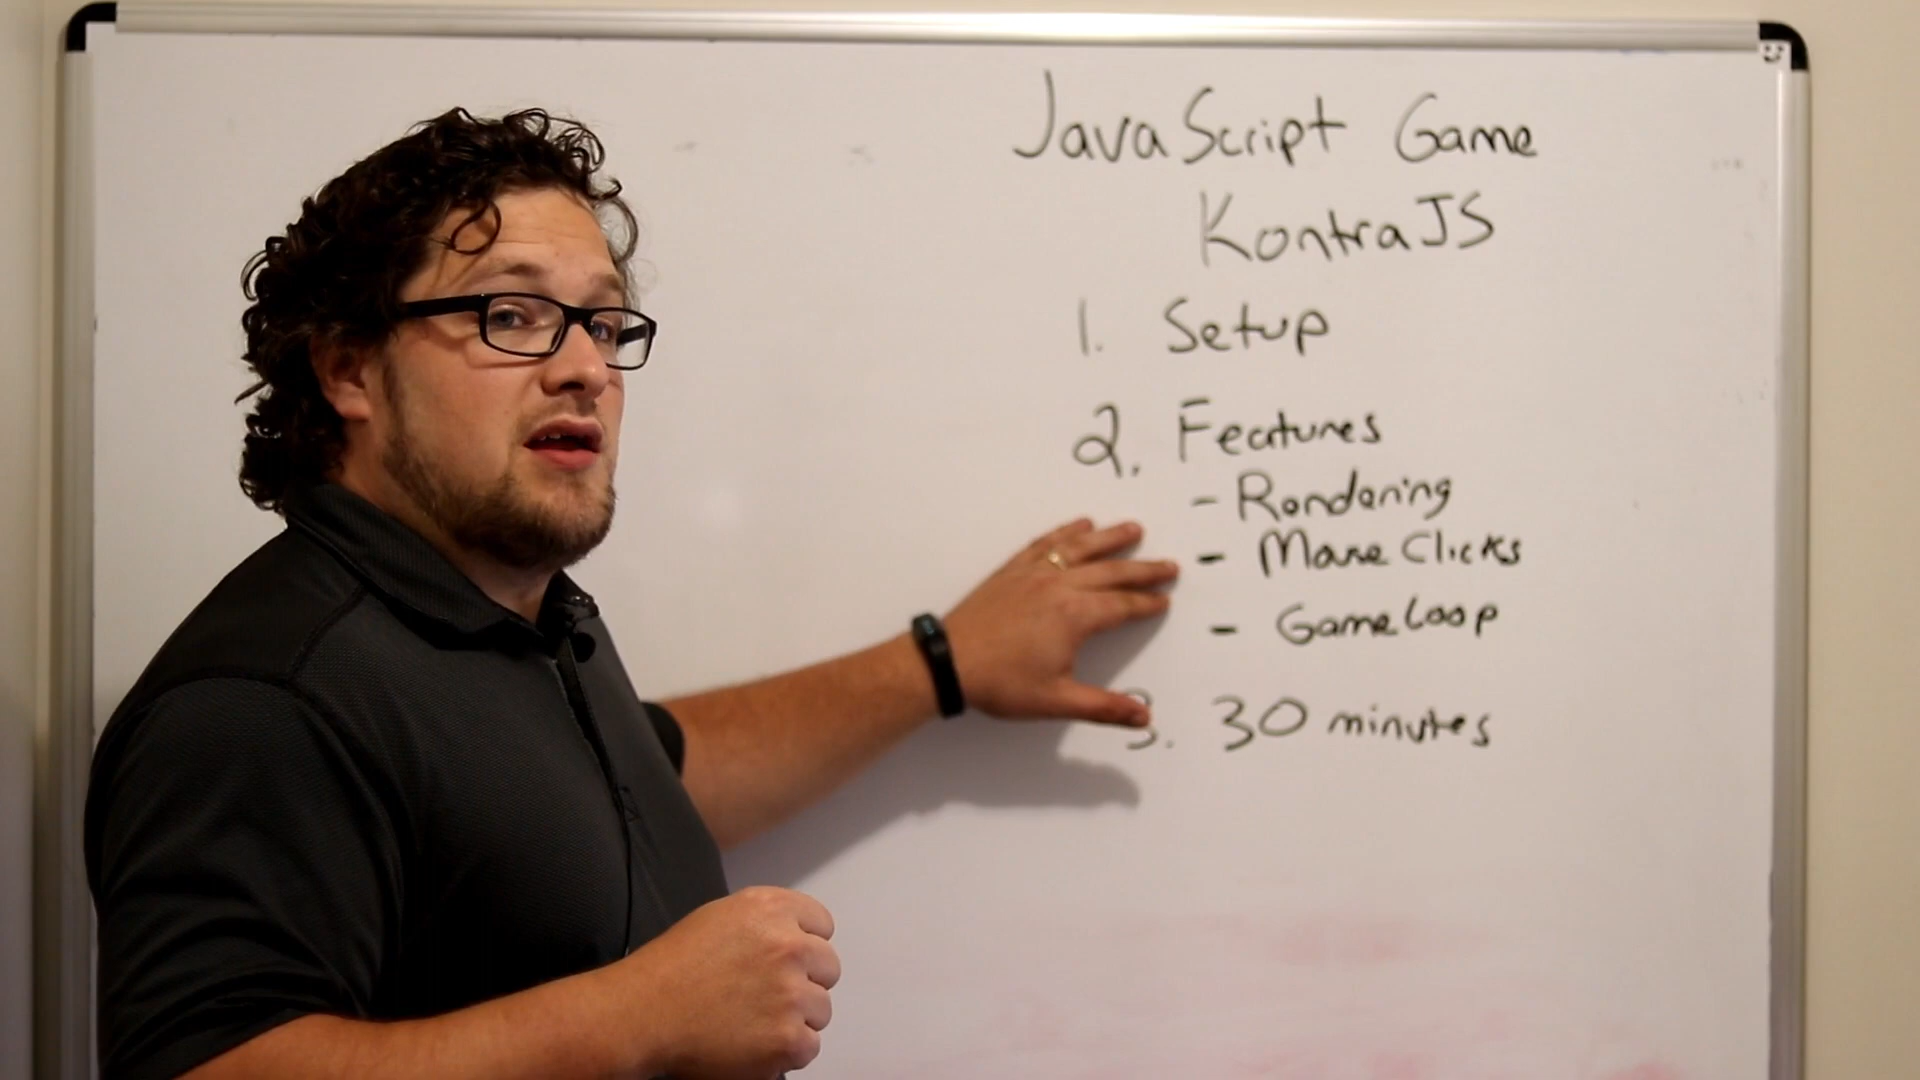 JavaScript Game
KontraJS
1. Setup
2. Features
- Rendering
- Mouse Clicks
- Game Loop
3. 30 minutes